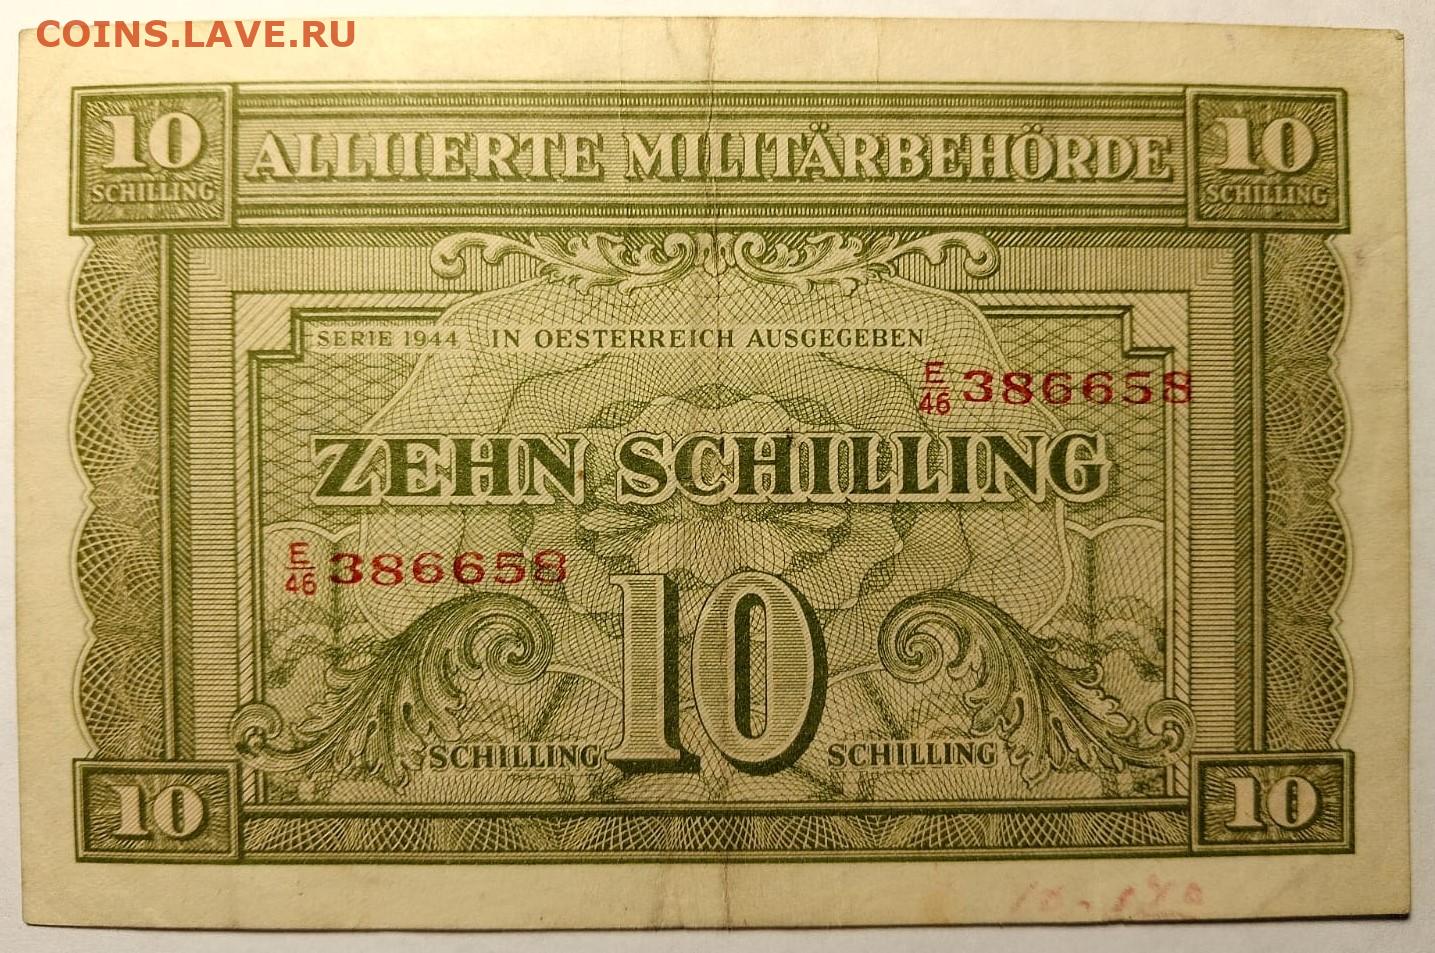 COINS.LAVE.RU
10 ALLIIERTE MILITÄRBEHÖRDE 10
SCHILLING SCHILLING
SERIE 1944 IN OESTERREICH AUSGEGEBEN
E/46 386658
ZEHN SCHILLING
E/46 386658
SCHILLING 10 SCHILLING
10 10